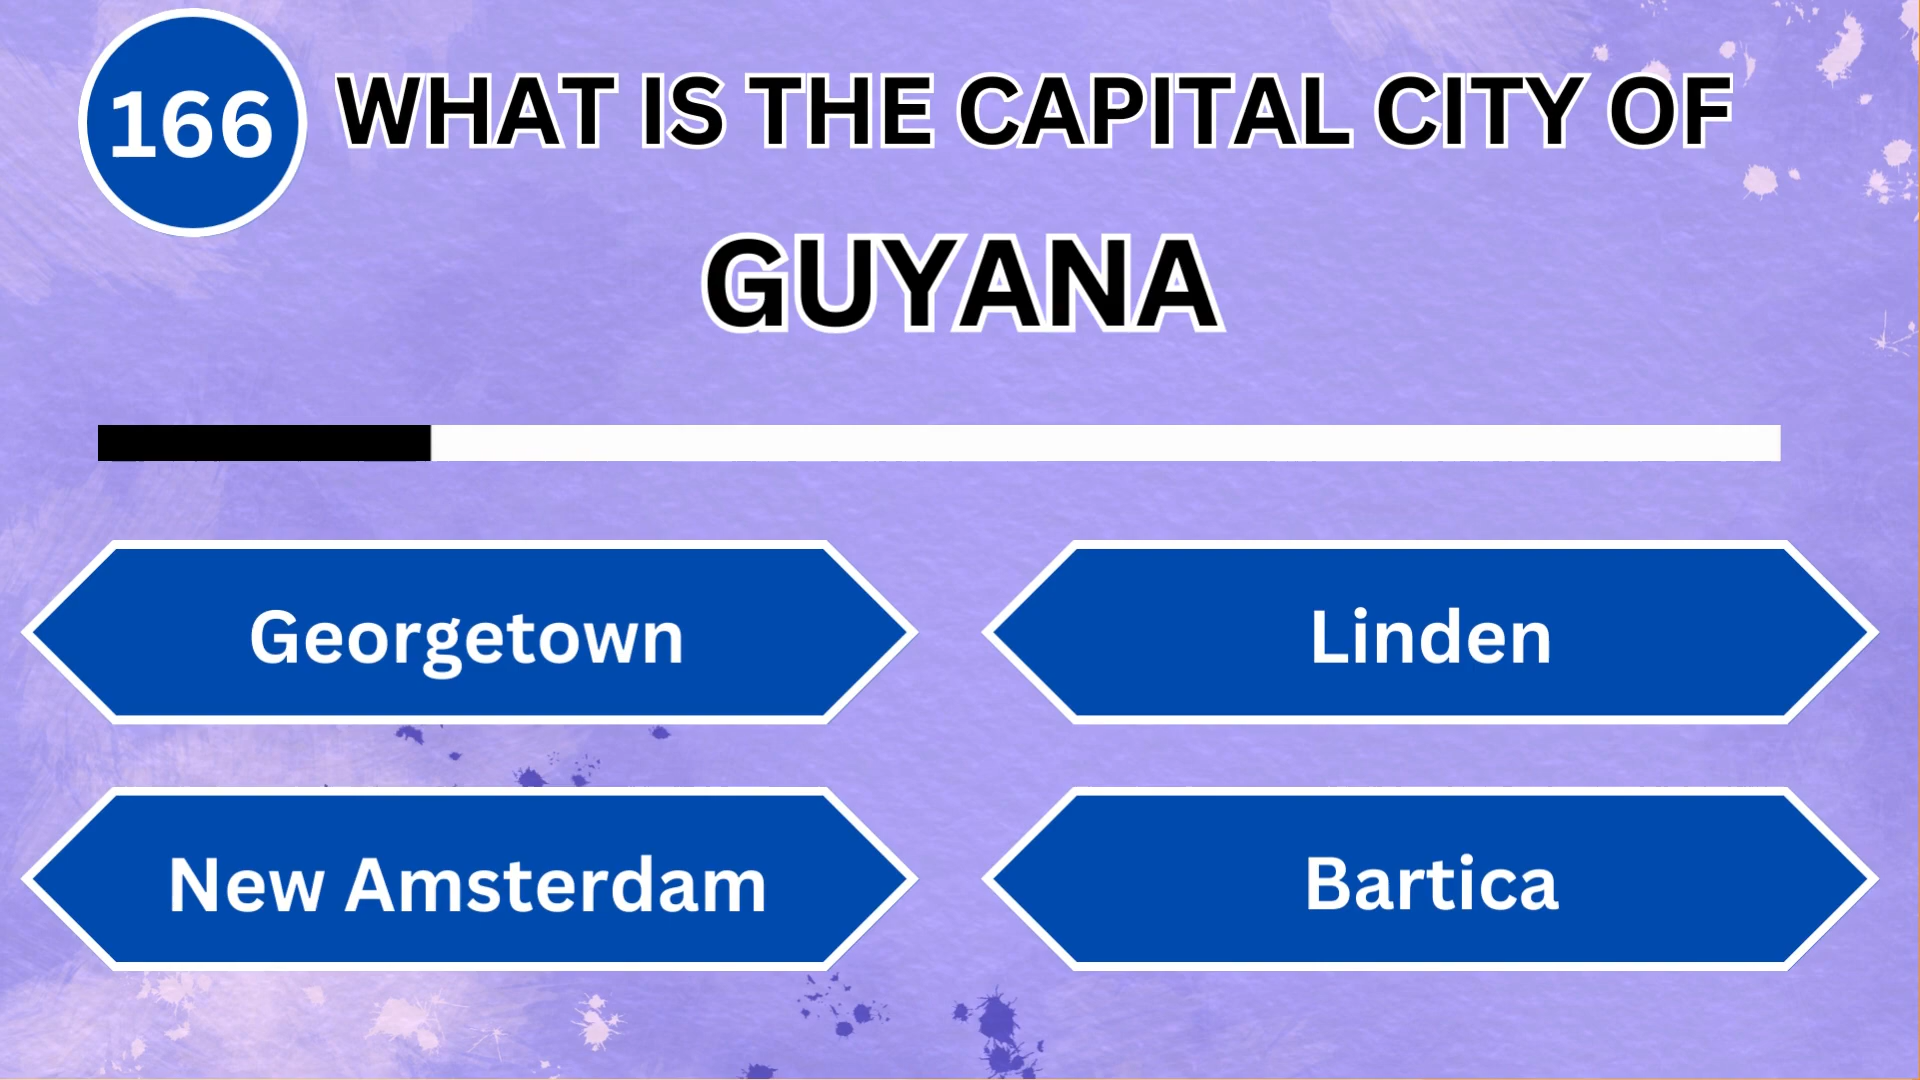 166
WHAT IS THE CAPITAL CITY OF
GUYANA
Georgetown
Linden
New Amsterdam
Bartica